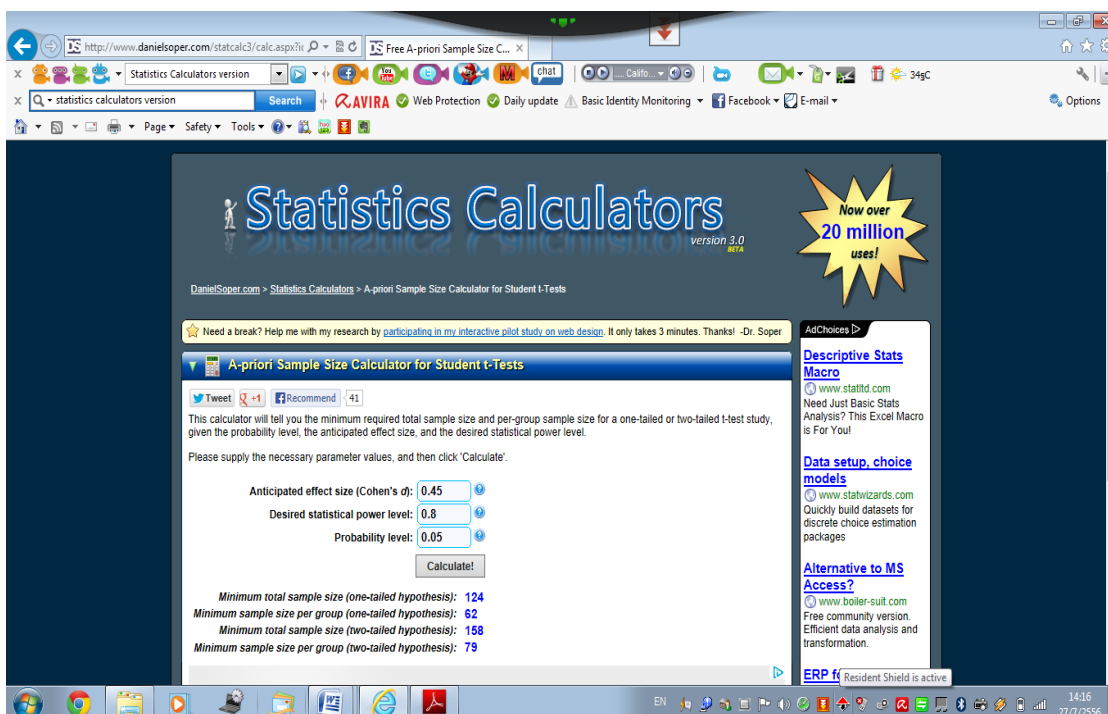 http://www.danielsoper.com/statcalc3/calc.aspx?ic
Free A-priori Sample Size C...
Statistics Calculators version
You Tube
chat
.... Califo...
34şC
statistics calculators version
Search
AVIRA
Web Protection
Daily update
Basic Identity Monitoring
Facebook
E-mail
Options
Page
Safety
Tools
Statistics Calculators
version 3.0
BETA
Now over
20 million
uses!
DanielSoper.com > Statistics Calculators > A-priori Sample Size Calculator for Student t-Tests
Need a break? Help me with my research by participating in my interactive pilot study on web design. It only takes 3 minutes. Thanks! -Dr. Soper
A-priori Sample Size Calculator for Student t-Tests
Tweet
+1
Recommend
41
This calculator will tell you the minimum required total sample size and per-group sample size for a one-tailed or two-tailed t-test study,
given the probability level, the anticipated effect size, and the desired statistical power level.
Please supply the necessary parameter values, and then click 'Calculate'.
Anticipated effect size (Cohen's d): 0.45
Desired statistical power level: 0.8
Probability level: 0.05
Calculate!
Minimum total sample size (one-tailed hypothesis): 124
Minimum sample size per group (one-tailed hypothesis): 62
Minimum total sample size (two-tailed hypothesis): 158
Minimum sample size per group (two-tailed hypothesis): 79
AdChoices
Descriptive Stats
Macro
www.statltd.com
Need Just Basic Stats
Analysis? This Excel Macro
is For You!
Data setup, choice
models
www.statwizards.com
Quickly build datasets for
discrete choice estimation
packages
Alternative to MS
Access?
www.boiler-suit.com
Free community version.
Efficient data analysis and
transformation.
ERP
Resident Shield is active
EN
14:16
27/7/2556